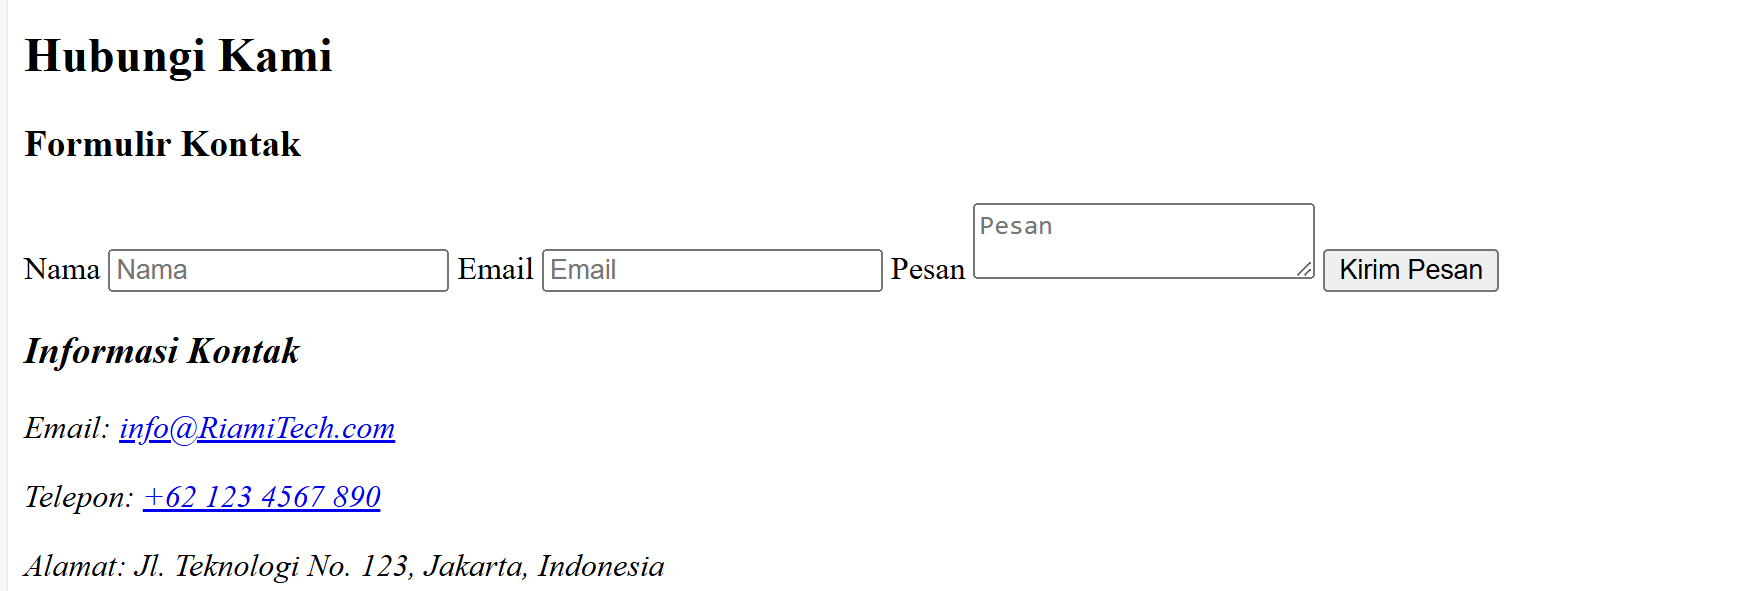 Hubungi Kami
Formulir Kontak
Nama Nama Email Email Pesan Pesan Kirim Pesan
Informasi Kontak
Email: info@RiamiTech.com
Telepon: +62 123 4567 890
Alamat: Jl. Teknologi No. 123, Jakarta, Indonesia